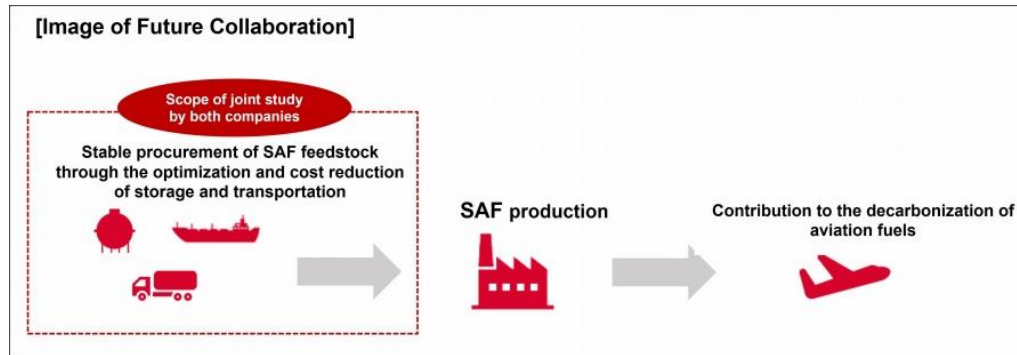 [Image of Future Collaboration]
Scope of joint study
by both companies
Stable procurement of SAF feedstock
through the optimization and cost reduction
of storage and transportation
SAF production
Contribution to the decarbonization of
aviation fuels